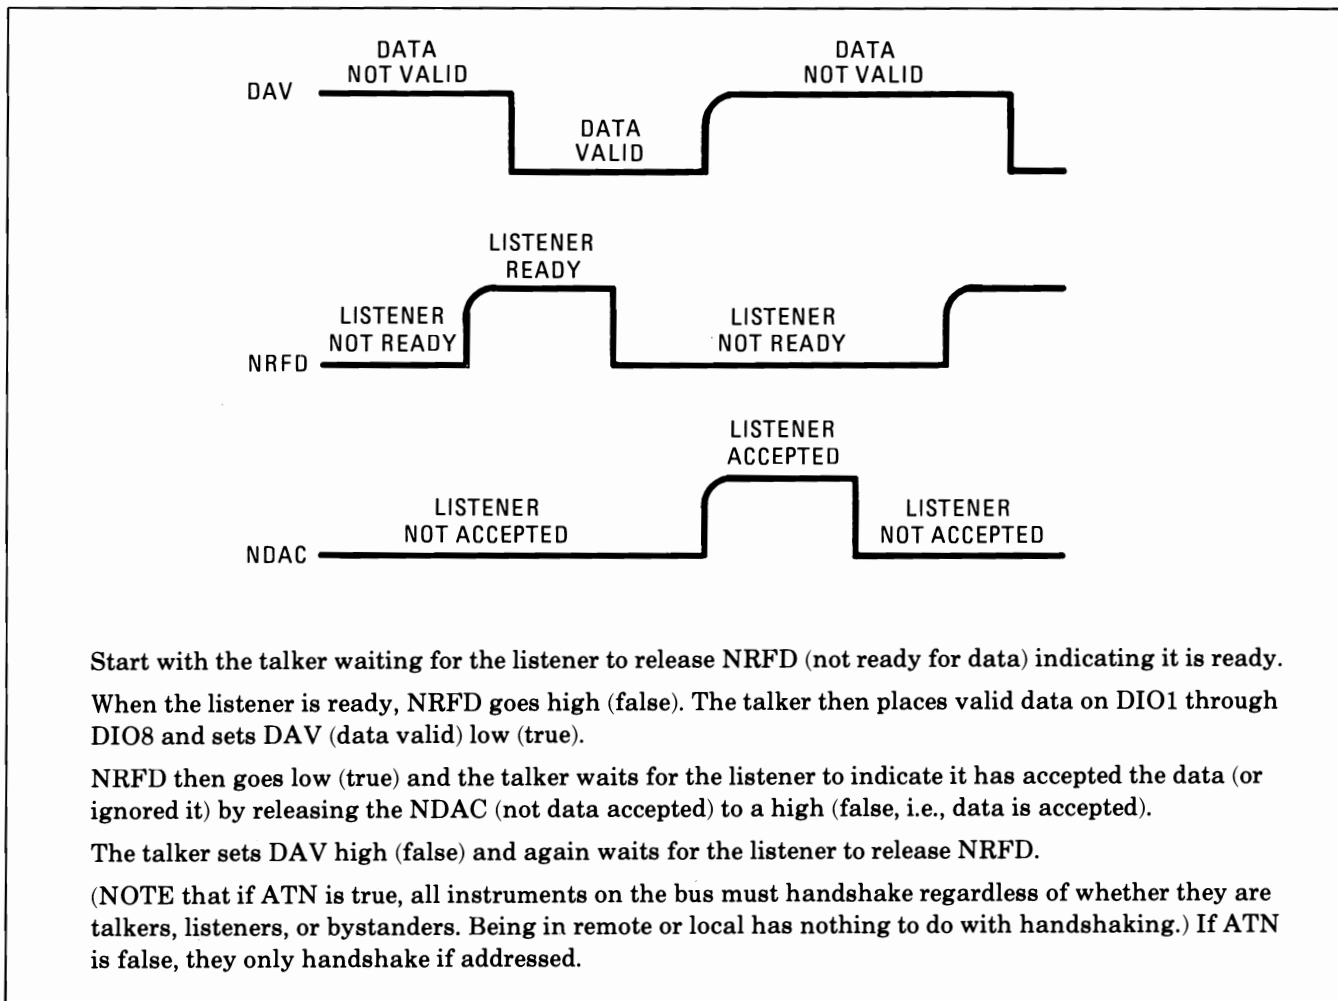 DATA
NOT VALID
DATA
NOT VALID
DAV
DATA
VALID
LISTENER
READY
LISTENER
NOT READY
LISTENER
NOT READY
NRFD
LISTENER
ACCEPTED
LISTENER
NOT ACCEPTED
LISTENER
NOT ACCEPTED
NDAC
Start with the talker waiting for the listener to release NRFD (not ready for data) indicating it is ready.
When the listener is ready, NRFD goes high (false). The talker then places valid data on DIO1 through
DIO8 and sets DAV (data valid) low (true).
NRFD then goes low (true) and the talker waits for the listener to indicate it has accepted the data (or
ignored it) by releasing the NDAC (not data accepted) to a high (false, i.e., data is accepted).
The talker sets DAV high (false) and again waits for the listener to release NRFD.
(NOTE that if ATN is true, all instruments on the bus must handshake regardless of whether they are
talkers, listeners, or bystanders. Being in remote or local has nothing to do with handshaking.) If ATN
is false, they only handshake if addressed.